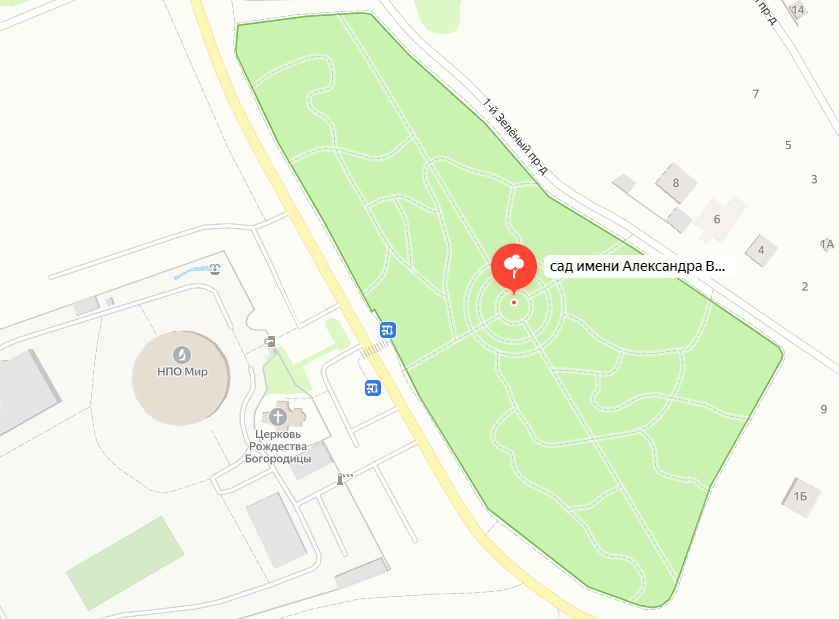 14
пр-д
1-й Зелёный пр-д
7
5
3
8
6
4
1А
2
сад имени Александра В...
НПО Мир
Церковь
Рождества
Богородицы
9
1Б